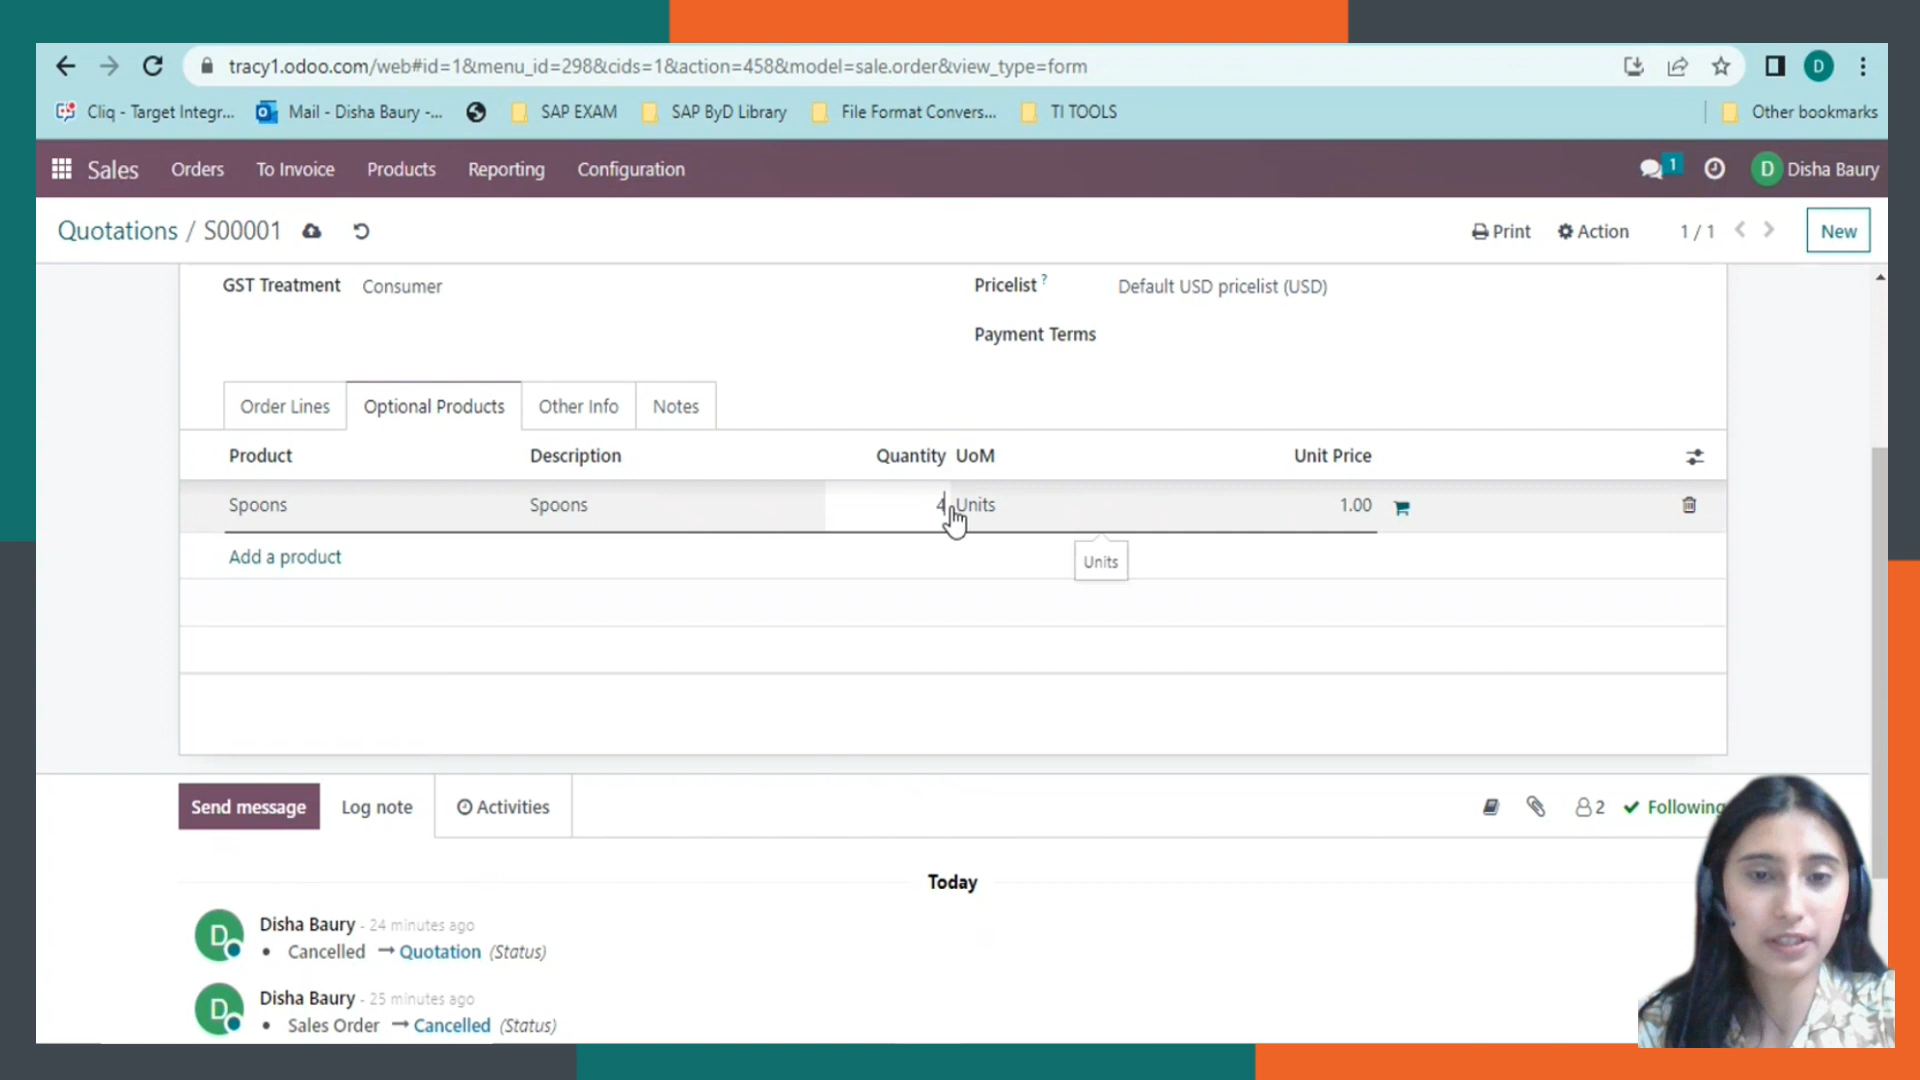 tracy1.odoo.com/web#id=1&menu_id=298&cids=1&action=458&model=sale.order&view_type=form
D
Cliq - Target Integr... Mail - Disha Baury -... SAP EXAM SAP ByD Library File Format Convers... TI TOOLS Other bookmarks
Sales Orders To Invoice Products Reporting Configuration 1 D Disha Baury
Quotations / S00001 Print Action 1 / 1 New
GST Treatment Consumer Pricelist ? Default USD pricelist (USD)
Payment Terms
Order Lines Optional Products Other Info Notes
Product Description Quantity UoM Unit Price
Spoons Spoons 4 Units 1.00
Add a product Units
Send message Log note Activities 2 Following
Today
D Disha Baury - 24 minutes ago
• Cancelled → Quotation (Status)
D Disha Baury - 25 minutes ago
• Sales Order → Cancelled (Status)